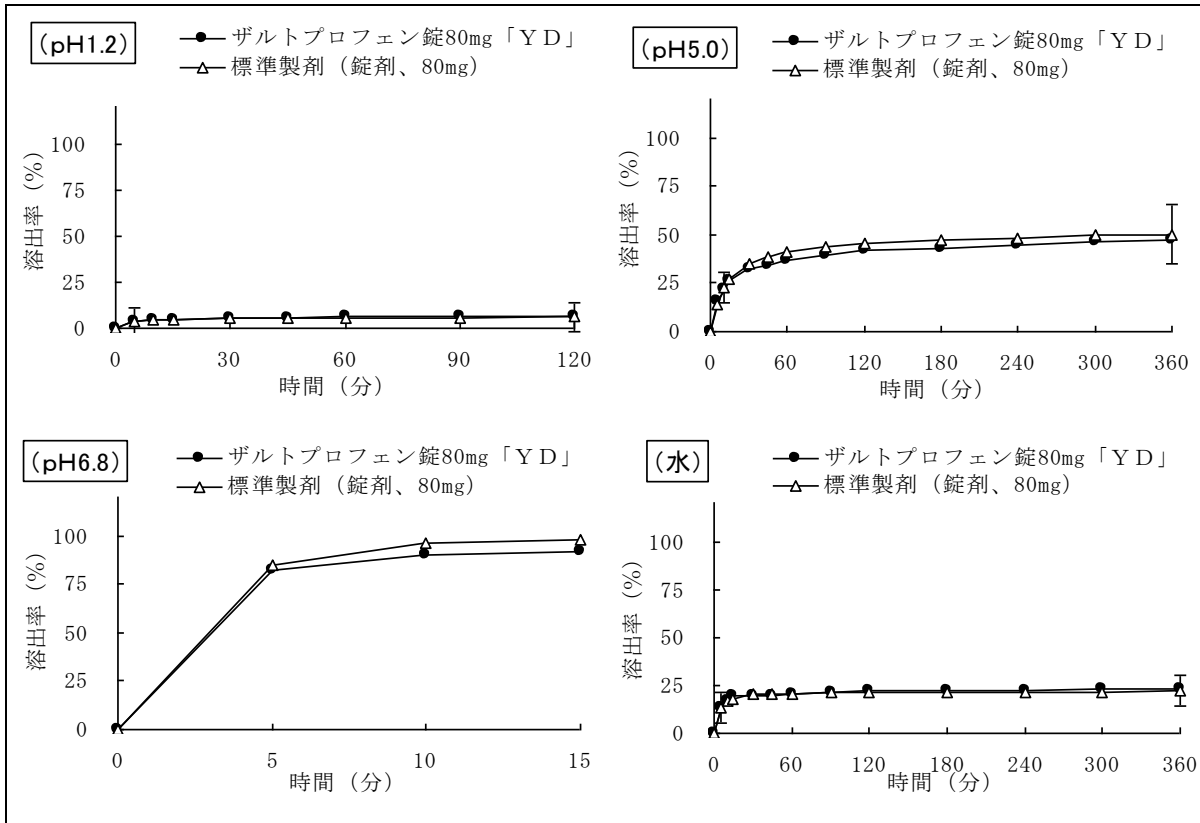 (pH1.2)
ザルトプロフェン錠80mg「ＹＤ」
標準製剤（錠剤、80mg）
溶出率 (%)
100
75
50
25
0
0 30 60 90 120
時間（分）
(pH5.0)
ザルトプロフェン錠80mg「ＹＤ」
標準製剤（錠剤、80mg）
溶出率 (%)
100
75
50
25
0
0 60 120 180 240 300 360
時間（分）
(pH6.8)
ザルトプロフェン錠80mg「ＹＤ」
標準製剤（錠剤、80mg）
溶出率 (%)
100
75
50
25
0
0 5 10 15
時間（分）
(水)
ザルトプロフェン錠80mg「ＹＤ」
標準製剤（錠剤、80mg）
溶出率 (%)
100
75
50
25
0
0 60 120 180 240 300 360
時間（分）